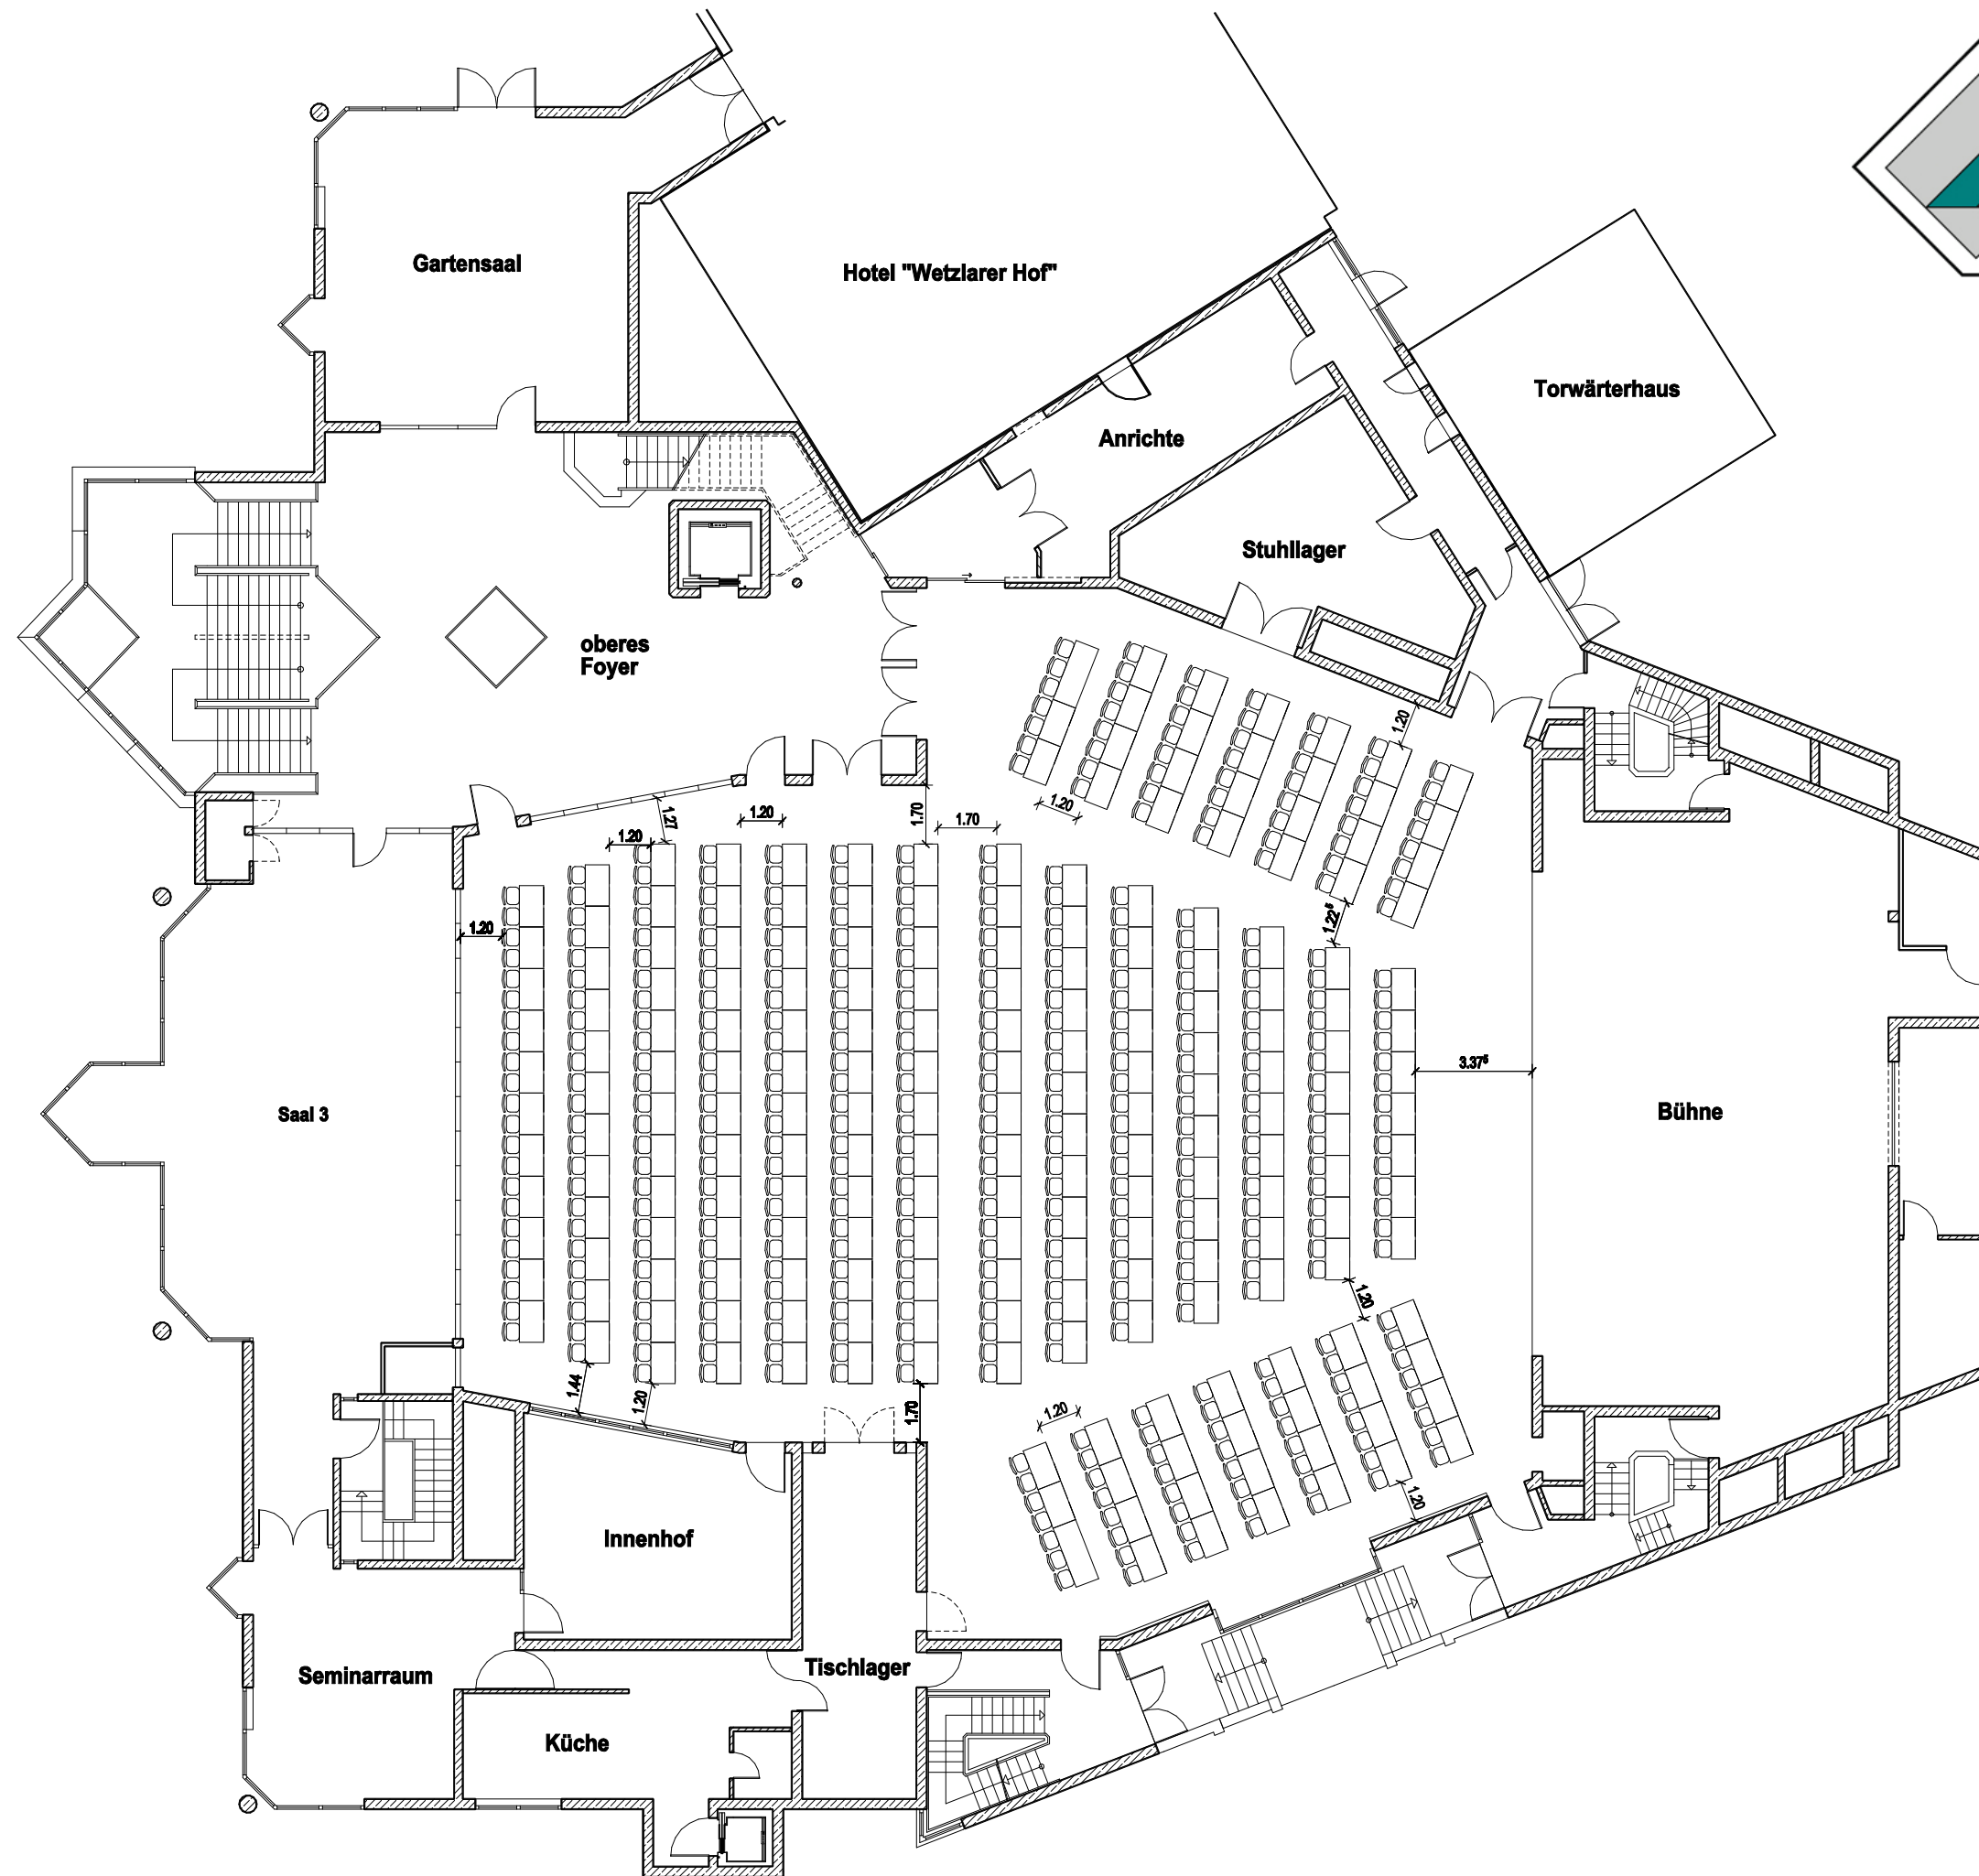 Gartensaal
Hotel "Wetzlarer Hof"
Torwärterhaus
Anrichte
Stuhllager
oberes
Foyer
1.20
1.20
1.27
1.20
1.20
1.70
1.70
1.20
1.22⁵
3.37⁵
Saal 3
Bühne
1.20
1.44
1.20
1.70
1.20
1.20
Innenhof
Seminarraum
Tischlager
Küche